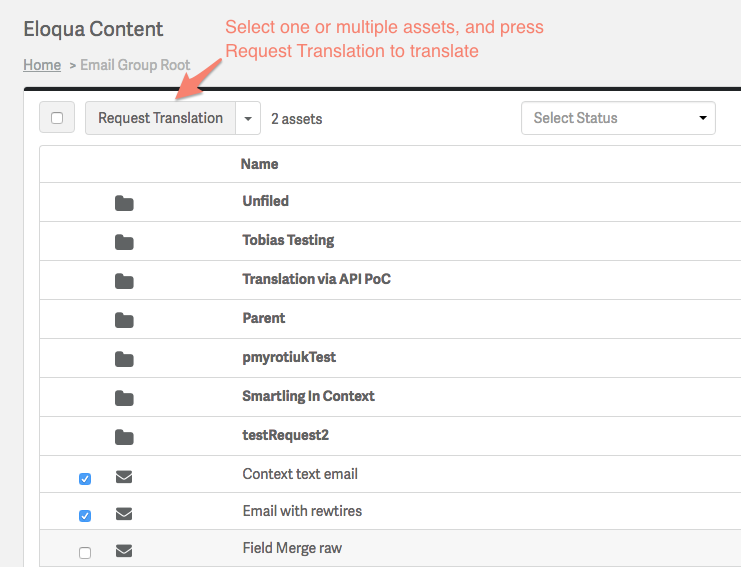 Eloqua Content
Select one or multiple assets, and press
Request Translation to translate
Home > Email Group Root
Request Translation
2 assets
Select Status
Name
Unfiled
Tobias Testing
Translation via API PoC
Parent
pmyrotiukTest
Smartling In Context
testRequest2
Context text email
Email with rewtires
Field Merge raw